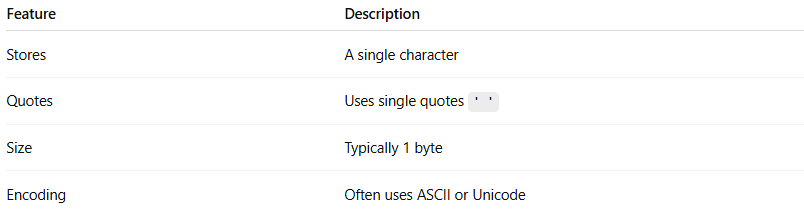 Feature Description
Stores A single character
Quotes Uses single quotes ' '
Size Typically 1 byte
Encoding Often uses ASCII or Unicode